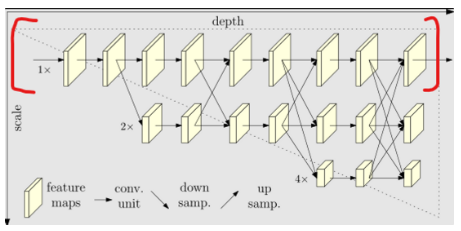 depth
1×
scale
2×
4×
feature maps
conv. unit
down samp.
up samp.